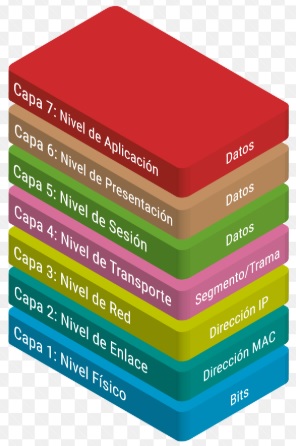 Capa 7: Nivel de Aplicación
Datos
Capa 6: Nivel de Presentación
Datos
Capa 5: Nivel de Sesión
Datos
Capa 4: Nivel de Transporte
Segmento/Trama
Capa 3: Nivel de Red
Dirección IP
Capa 2: Nivel de Enlace
Dirección MAC
Capa 1: Nivel Físico
Bits